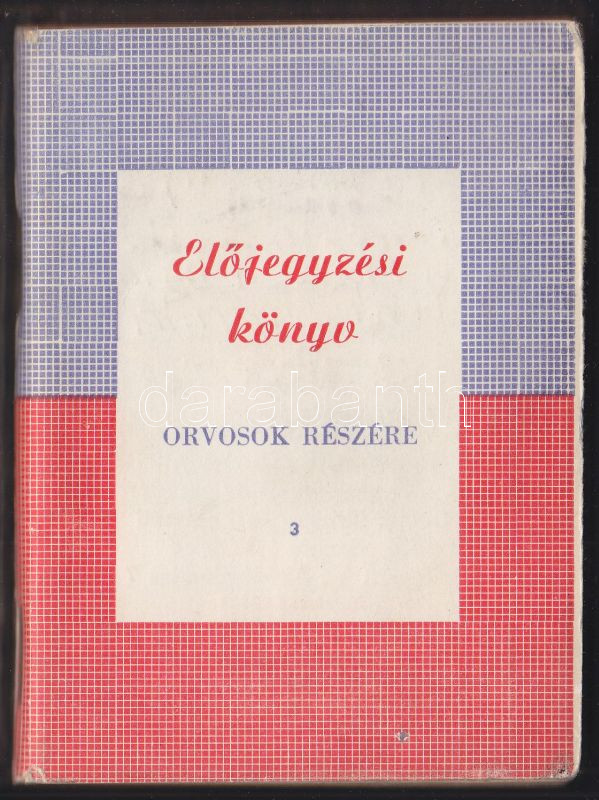 Előjegyzési
könyv
darabanth
ORVOSOK RÉSZÉRE
3